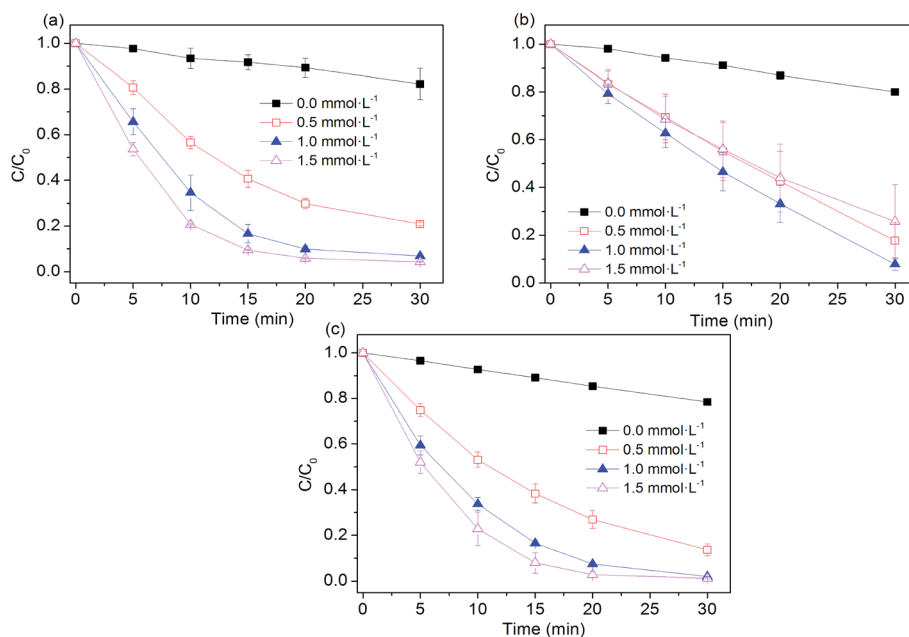 (a)
1.0
0.8
0.6
0.4
0.2
0.0
C/C₀
0.0 mmol·L⁻¹
0.5 mmol·L⁻¹
1.0 mmol·L⁻¹
1.5 mmol·L⁻¹
0 5 10 15 20 25 30
Time (min)
(b)
1.0
0.8
0.6
0.4
0.2
0.0
C/C₀
0.0 mmol·L⁻¹
0.5 mmol·L⁻¹
1.0 mmol·L⁻¹
1.5 mmol·L⁻¹
0 5 10 15 20 25 30
Time (min)
(c)
1.0
0.8
0.6
0.4
0.2
0.0
C/C₀
0.0 mmol·L⁻¹
0.5 mmol·L⁻¹
1.0 mmol·L⁻¹
1.5 mmol·L⁻¹
0 5 10 15 20 25 30
Time (min)